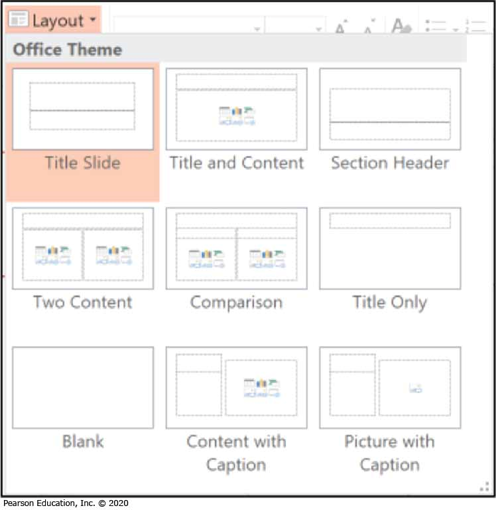 Layout
Office Theme
Title Slide
Title and Content
Section Header
Two Content
Comparison
Title Only
Blank
Content with
Caption
Picture with
Caption
Pearson Education, Inc. © 2020